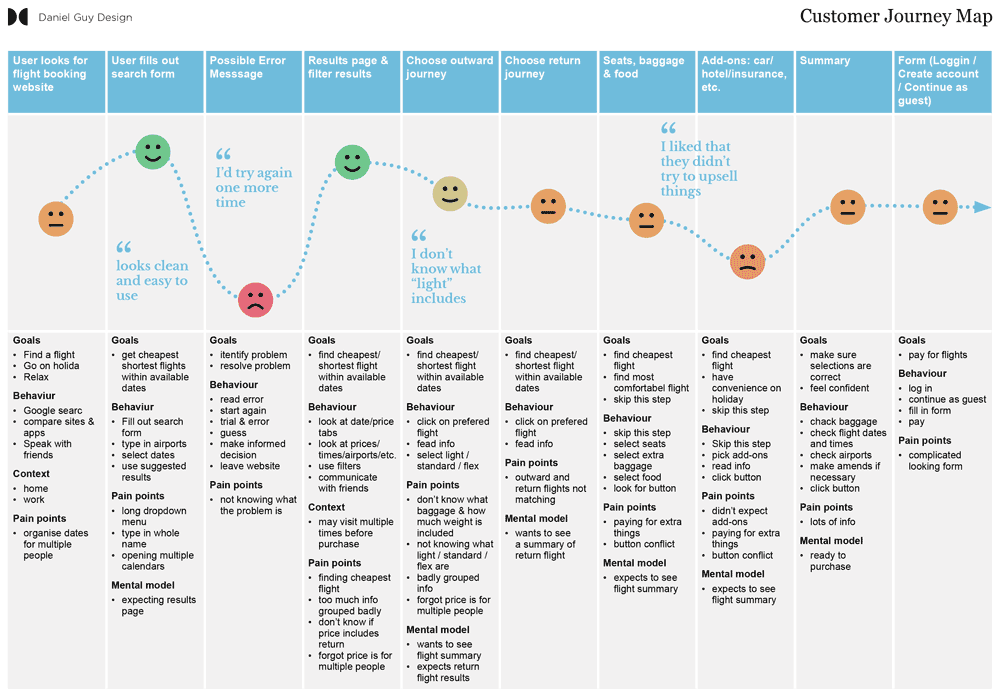 Daniel Guy Design
Customer Journey Map
User looks for
flight booking
website
User fills out
search form
Possible Error
Messsage
Results page &
filter results
Choose outward
journey
Choose return
journey
Seats, baggage
& food
Add-ons: car/
hotel/insurance,
etc.
Summary
Form (Loggin /
Create account
/ Continue as
guest)
“
looks clean
and easy to
use
“
I’d try again
one more
time
“
I don’t
know what
“light”
includes
“
I liked that
they didn’t
try to upsell
things
Goals
• Find a flight
• Go on holida
• Relax
Behaviur
• Google searc
• compare sites &
apps
• Speak with
friends
Context
• home
• work
Pain points
• organise dates
for multiple
people
Goals
• get cheapest
shortest flights
within available
dates
Behaviour
• Fill out search
form
• type in airports
• select dates
• use suggested
results
Pain points
• long dropdown
menu
• type in whole
name
• opening multiple
calendars
Mental model
• expecting results
page
Goals
• itentify problem
• resolve problem
Behaviour
• read error
• start again
• trial & error
• guess
• make informed
decision
• leave website
Pain points
• not knowing what
the problem is
Goals
• find cheapest/
shortest flight
within available
dates
Behaviour
• look at date/price
tabs
• look at prices/
times/airports/etc.
• use filters
• communicate
with friends
Context
• may visit multiple
times before
purchase
Pain points
• finding cheapest
flight
• too much info
grouped badly
• don’t know if
price includes
return
• forgot price is for
multiple people
Goals
• find cheapest/
shortest flight
within available
dates
Behaviour
• click on prefered
flight
• fead info
• select light /
standard / flex
Pain points
• don’t know what
baggage & how
much weight is
included
• not knowing what
light / standard /
flex are
• badly grouped
info
• forgot price is for
multiple people
Mental model
• wants to see
flight summary
• expects return
flight results
Goals
• find cheapest/
shortest flight
within available
dates
Behaviour
• click on prefered
flight
• fead info
Pain points
• outward and
return flights not
matching
Mental model
• wants to see
a summary of
return flight
Goals
• find cheapest
flight
• find most
comfortabel flight
• skip this step
Behaviour
• skip this step
• select seats
• select extra
baggage
• select food
• look for button
Pain points
• paying for extra
things
• button conflict
Mental model
• expects to see
flight summary
Goals
• find cheapest
flight
• have
convenience on
holiday
• skip this step
Behaviour
• Skip this step
• pick add-ons
• read info
• click button
Pain points
• didn’t expect
add-ons
• paying for extra
things
• button conflict
Mental model
• expects to see
flight summary
Goals
• make sure
selections are
correct
• feel confident
Behaviour
• chack baggage
• check flight dates
and times
• check airports
• make amends if
necessary
• click button
Pain points
• lots of info
Mental model
• ready to
purchase
Goals
• pay for flights
Behaviour
• log in
• continue as guest
• fill in form
• pay
Pain points
• complicated
looking form